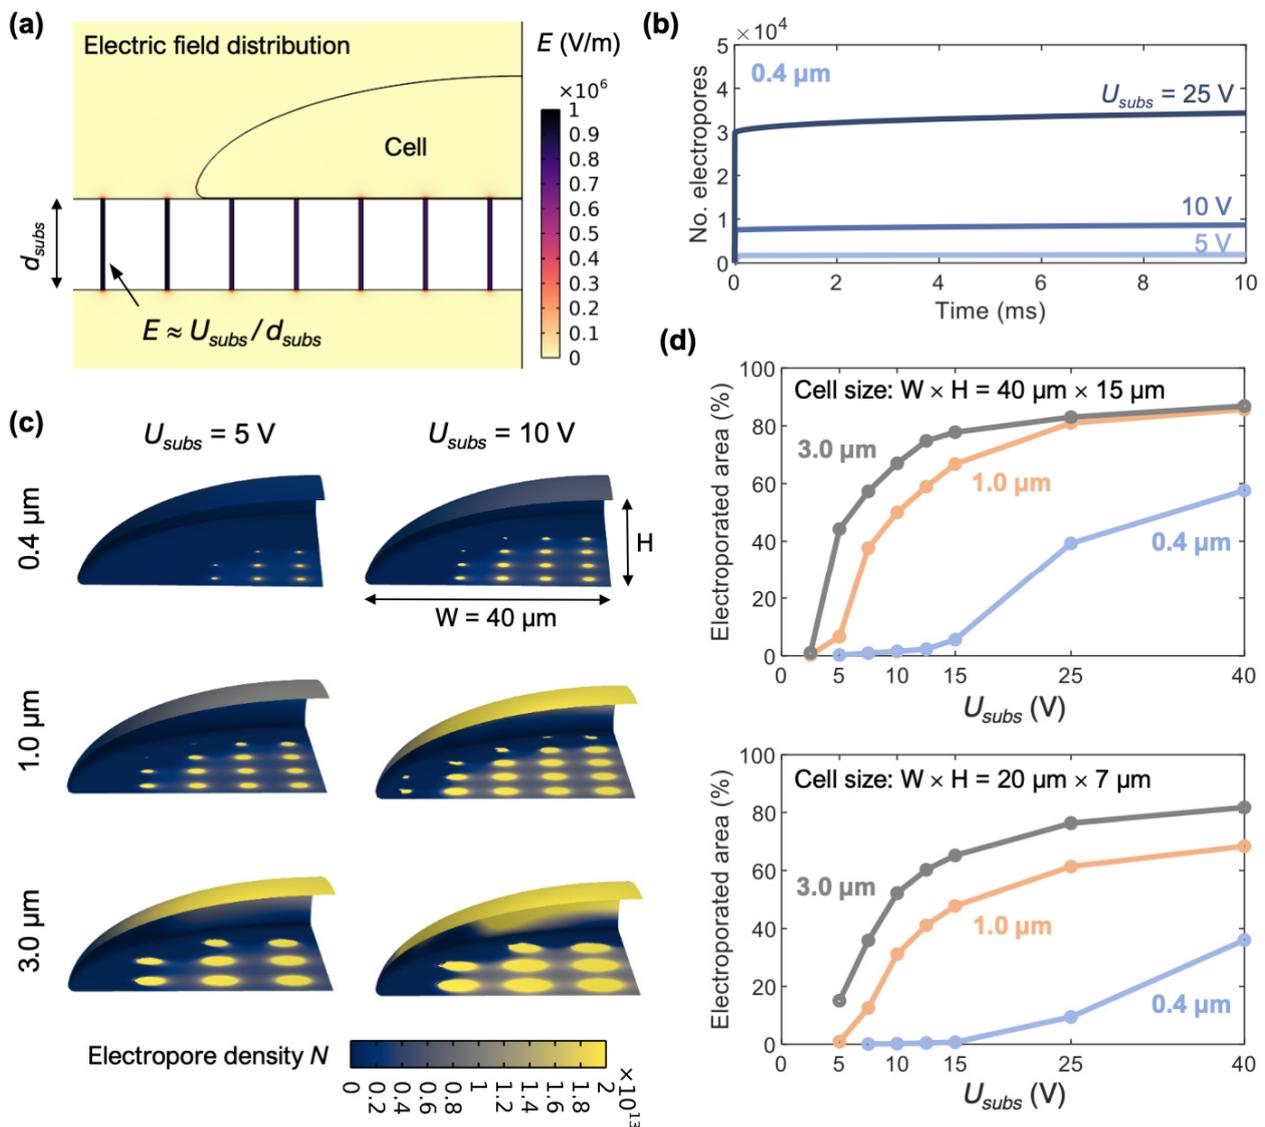 (a)
Electric field distribution
E (V/m)
×10⁶
1
0.9
0.8
0.7
0.6
0.5
0.4
0.3
0.2
0.1
0
Cell
d_subs
E ≈ U_subs / d_subs
(b)
×10⁴
5
4
3
2
1
0
No. electropores
0.4 µm
U_subs = 25 V
10 V
5 V
0 2 4 6 8 10
Time (ms)
(c)
U_subs = 5 V
U_subs = 10 V
0.4 µm
H
W = 40 µm
1.0 µm
3.0 µm
Electropore density N
0 0.2 0.4 0.6 0.8 1 1.2 1.4 1.6 1.8 2
×10¹³
(d)
Cell size: W × H = 40 µm × 15 µm
Electroporated area (%)
100
80
60
40
20
0
3.0 µm
1.0 µm
0.4 µm
0 5 10 15 25 40
U_subs (V)
Cell size: W × H = 20 µm × 7 µm
Electroporated area (%)
100
80
60
40
20
0
3.0 µm
1.0 µm
0.4 µm
0 5 10 15 25 40
U_subs (V)